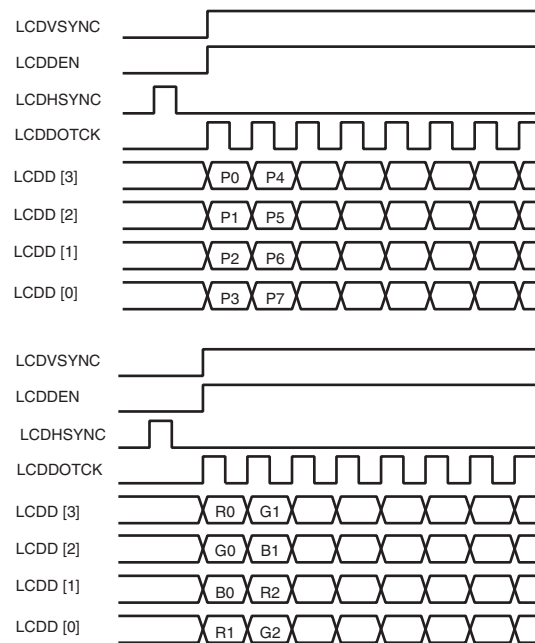 LCDVSYNC
LCDDEN
LCDHSYNC
LCDDOTCK
LCDD [3] P0 P4
LCDD [2] P1 P5
LCDD [1] P2 P6
LCDD [0] P3 P7
LCDVSYNC
LCDDEN
LCDHSYNC
LCDDOTCK
LCDD [3] R0 G1
LCDD [2] G0 B1
LCDD [1] B0 R2
LCDD [0] R1 G2